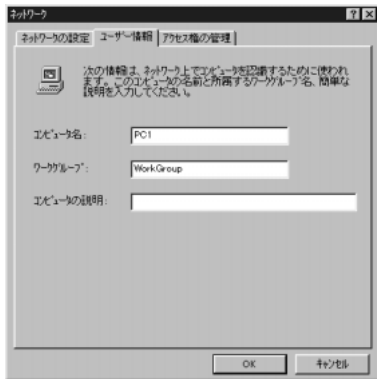 ネットワーク
ネットワークの設定 ユーザー情報 アクセス権の管理
次の情報は、ネットワーク上でコンピュータを認識するために使われ
ます。このコンピュータの名前と所属するワークグループ名、簡単な
説明を入力してください。
コンピュータ名: PC1
ワークグループ: WorkGroup
コンピュータの説明:
OK キャンセル